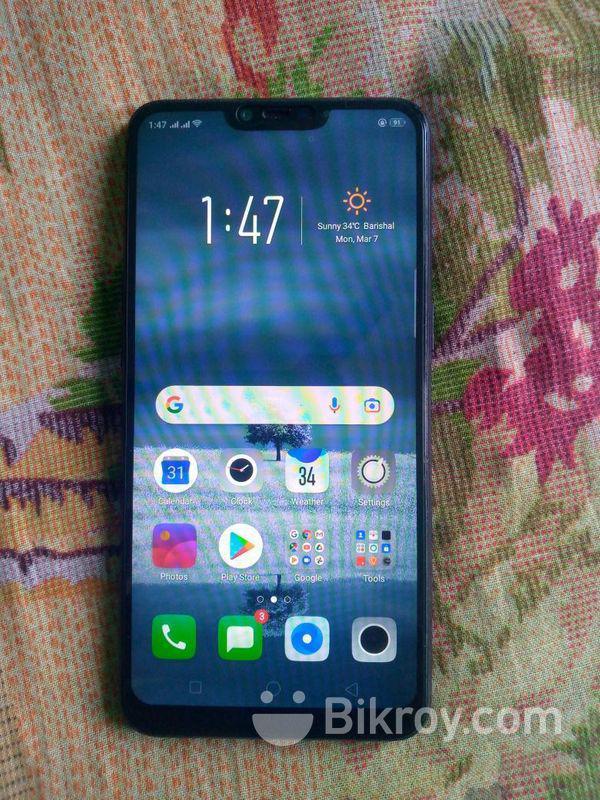 1:47
91
1:47
Sunny 34℃ Barishal
Mon, Mar 7
G
31
34
Calendar Clock Weather Settings
Photos Play Store Google Tools
3
Bikroy.com